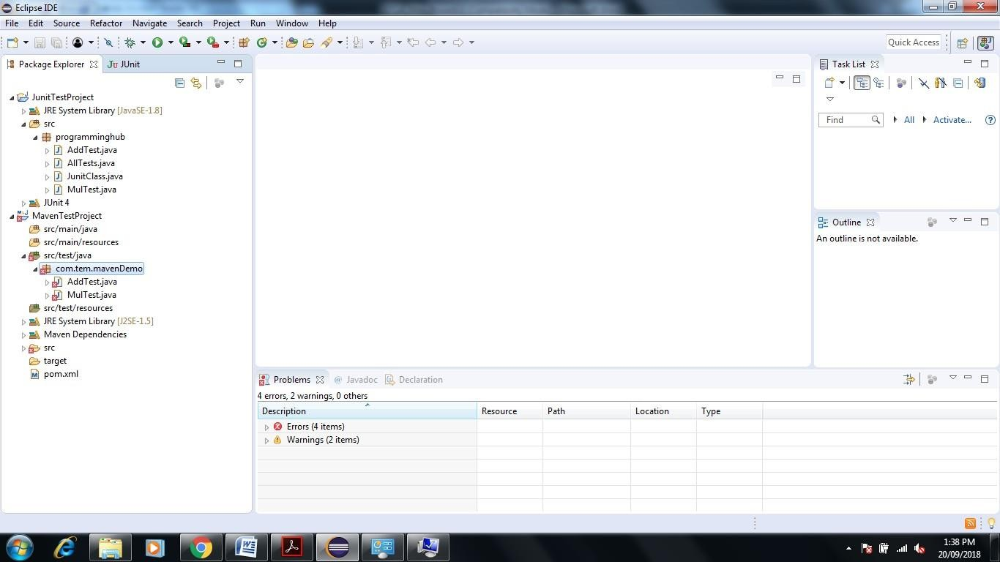 Eclipse IDE
File Edit Source Refactor Navigate Search Project Run Window Help
Quick Access
Package Explorer
JUnit
JunitTestProject
JRE System Library [JavaSE-1.8]
src
programminghub
AddTest.java
AllTests.java
JunitClass.java
MulTest.java
JUnit 4
MavenTestProject
src/main/java
src/main/resources
src/test/java
com.tem.mavenDemo
AddTest.java
MulTest.java
src/test/resources
JRE System Library [J2SE-1.5]
Maven Dependencies
src
target
pom.xml
Task List
Find All Activate...
Outline
An outline is not available.
Problems Javadoc Declaration
4 errors, 2 warnings, 0 others
Description Resource Path Location Type
Errors (4 items)
Warnings (2 items)
1:38 PM
20/09/2018